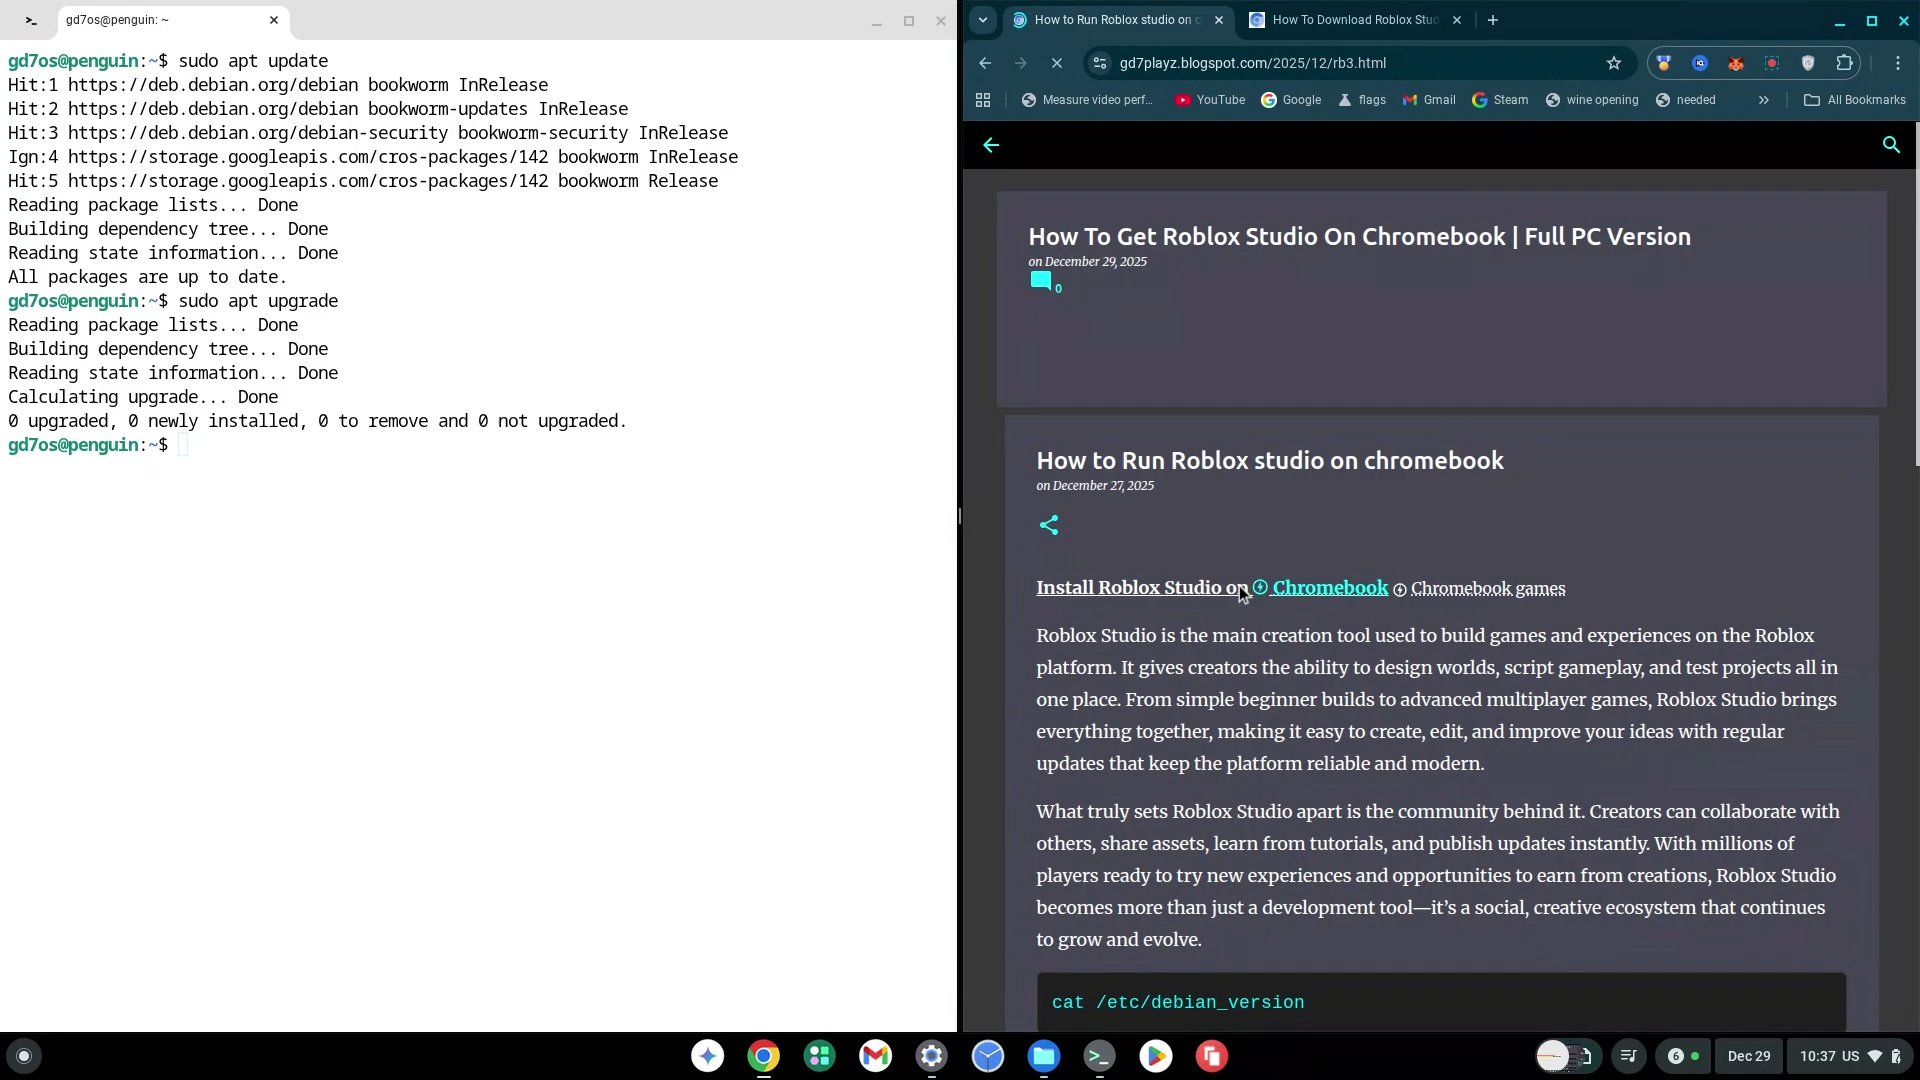 gd7os@penguin: ~
gd7os@penguin:~$ sudo apt update
Hit:1 https://deb.debian.org/debian bookworm InRelease
Hit:2 https://deb.debian.org/debian bookworm-updates InRelease
Hit:3 https://deb.debian.org/debian-security bookworm-security InRelease
Ign:4 https://storage.googleapis.com/cros-packages/142 bookworm InRelease
Hit:5 https://storage.googleapis.com/cros-packages/142 bookworm Release
Reading package lists... Done
Building dependency tree... Done
Reading state information... Done
All packages are up to date.
gd7os@penguin:~$ sudo apt upgrade
Reading package lists... Done
Building dependency tree... Done
Reading state information... Done
Calculating upgrade... Done
0 upgraded, 0 newly installed, 0 to remove and 0 not upgraded.
gd7os@penguin:~$
How to Run Roblox studio on c
How To Download Roblox Stud
gd7playz.blogspot.com/2025/12/rb3.html
Measure video perf...
YouTube
Google
flags
Gmail
Steam
wine opening
needed
All Bookmarks
How To Get Roblox Studio On Chromebook | Full PC Version
on December 29, 2025
0
How to Run Roblox studio on chromebook
on December 27, 2025
Install Roblox Studio on Chromebook Chromebook games
Roblox Studio is the main creation tool used to build games and experiences on the Roblox
platform. It gives creators the ability to design worlds, script gameplay, and test projects all in
one place. From simple beginner builds to advanced multiplayer games, Roblox Studio brings
everything together, making it easy to create, edit, and improve your ideas with regular
updates that keep the platform reliable and modern.
What truly sets Roblox Studio apart is the community behind it. Creators can collaborate with
others, share assets, learn from tutorials, and publish updates instantly. With millions of
players ready to try new experiences and opportunities to earn from creations, Roblox Studio
becomes more than just a development tool—it’s a social, creative ecosystem that continues
to grow and evolve.
cat /etc/debian_version
6
Dec 29
10:37 US